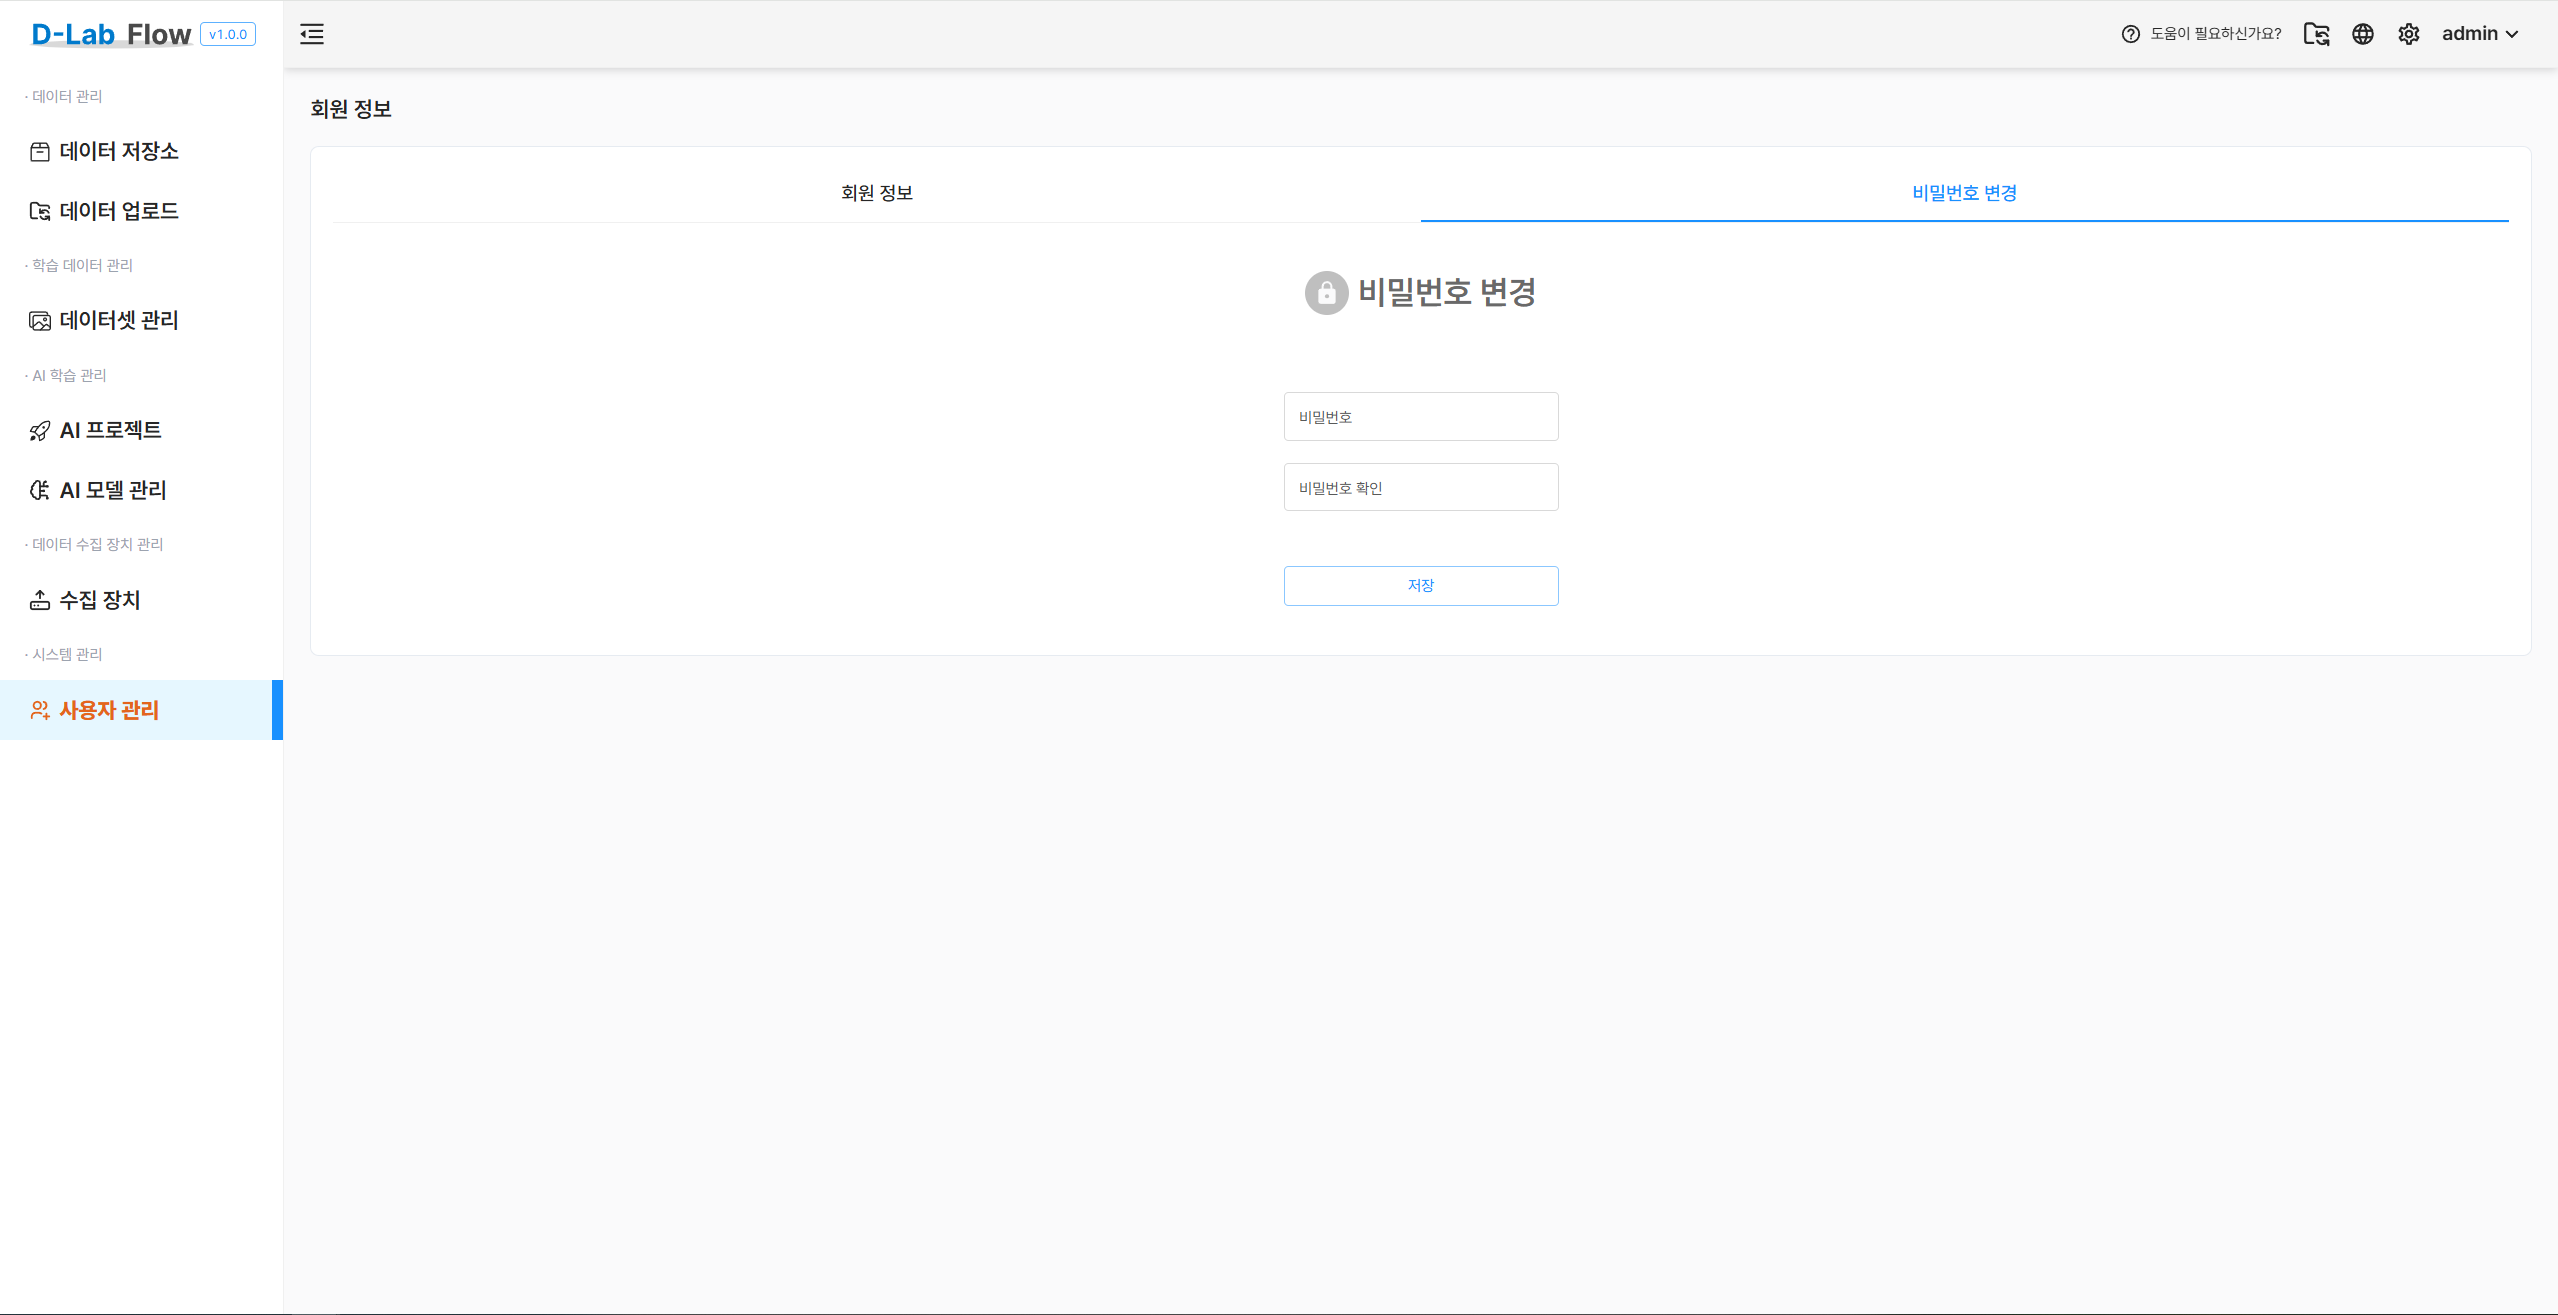 D-Lab Flow v1.0.0
도움이 필요하신가요?
admin
· 데이터 관리
데이터 저장소
데이터 업로드
· 학습 데이터 관리
데이터셋 관리
· AI 학습 관리
AI 프로젝트
AI 모델 관리
· 데이터 수집 장치 관리
수집 장치
· 시스템 관리
사용자 관리
회원 정보
회원 정보
비밀번호 변경
비밀번호 변경
비밀번호
비밀번호 확인
저장